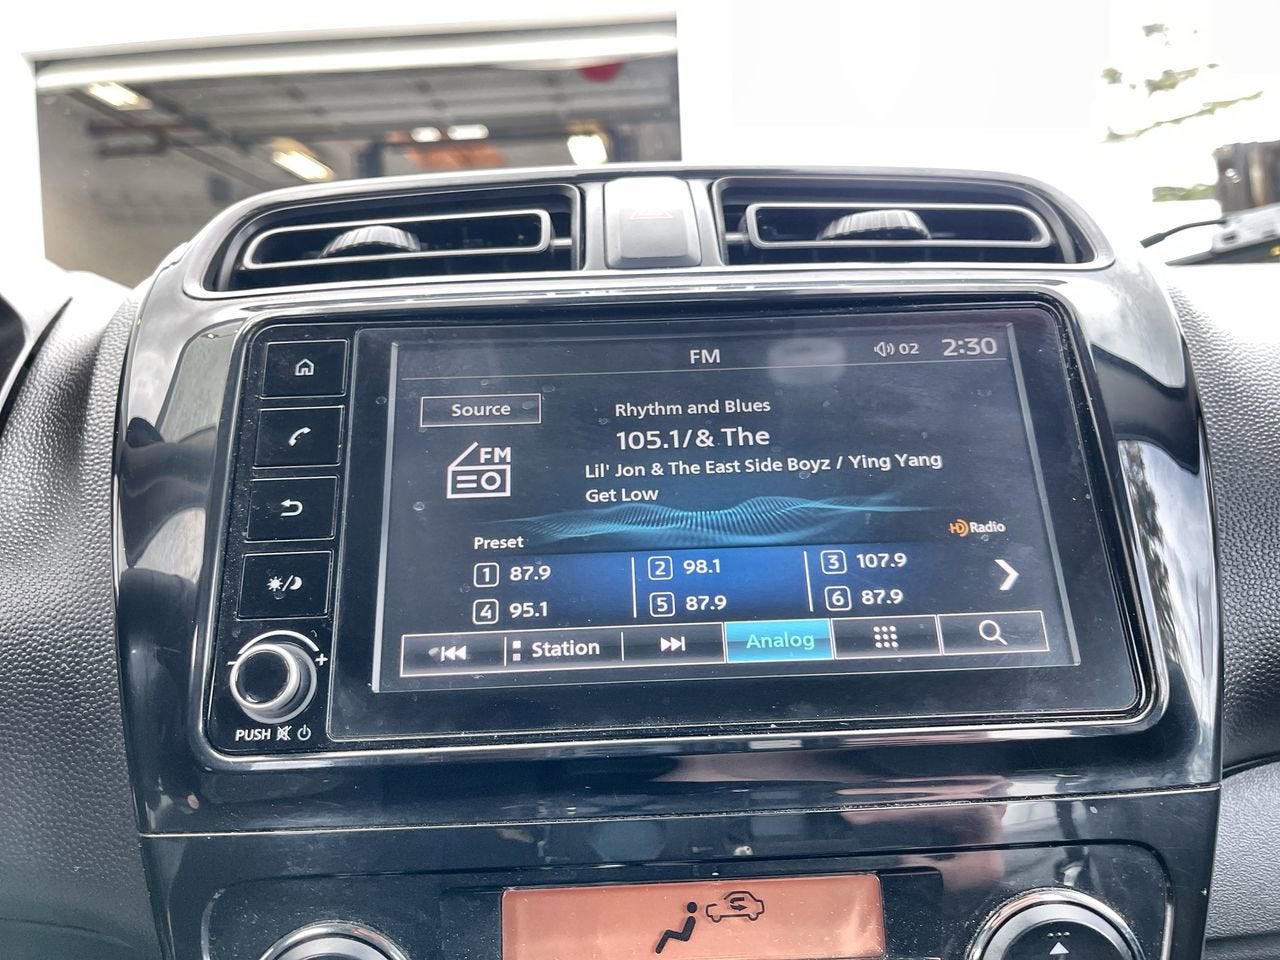 FM
02
2:30
Source
Rhythm and Blues
105.1/& The
FM
Lil' Jon & The East Side Boyz / Ying Yang
Get Low
HD Radio
Preset
1 87.9
2 98.1
3 107.9
4 95.1
5 87.9
6 87.9
Station
Analog
- +
PUSH